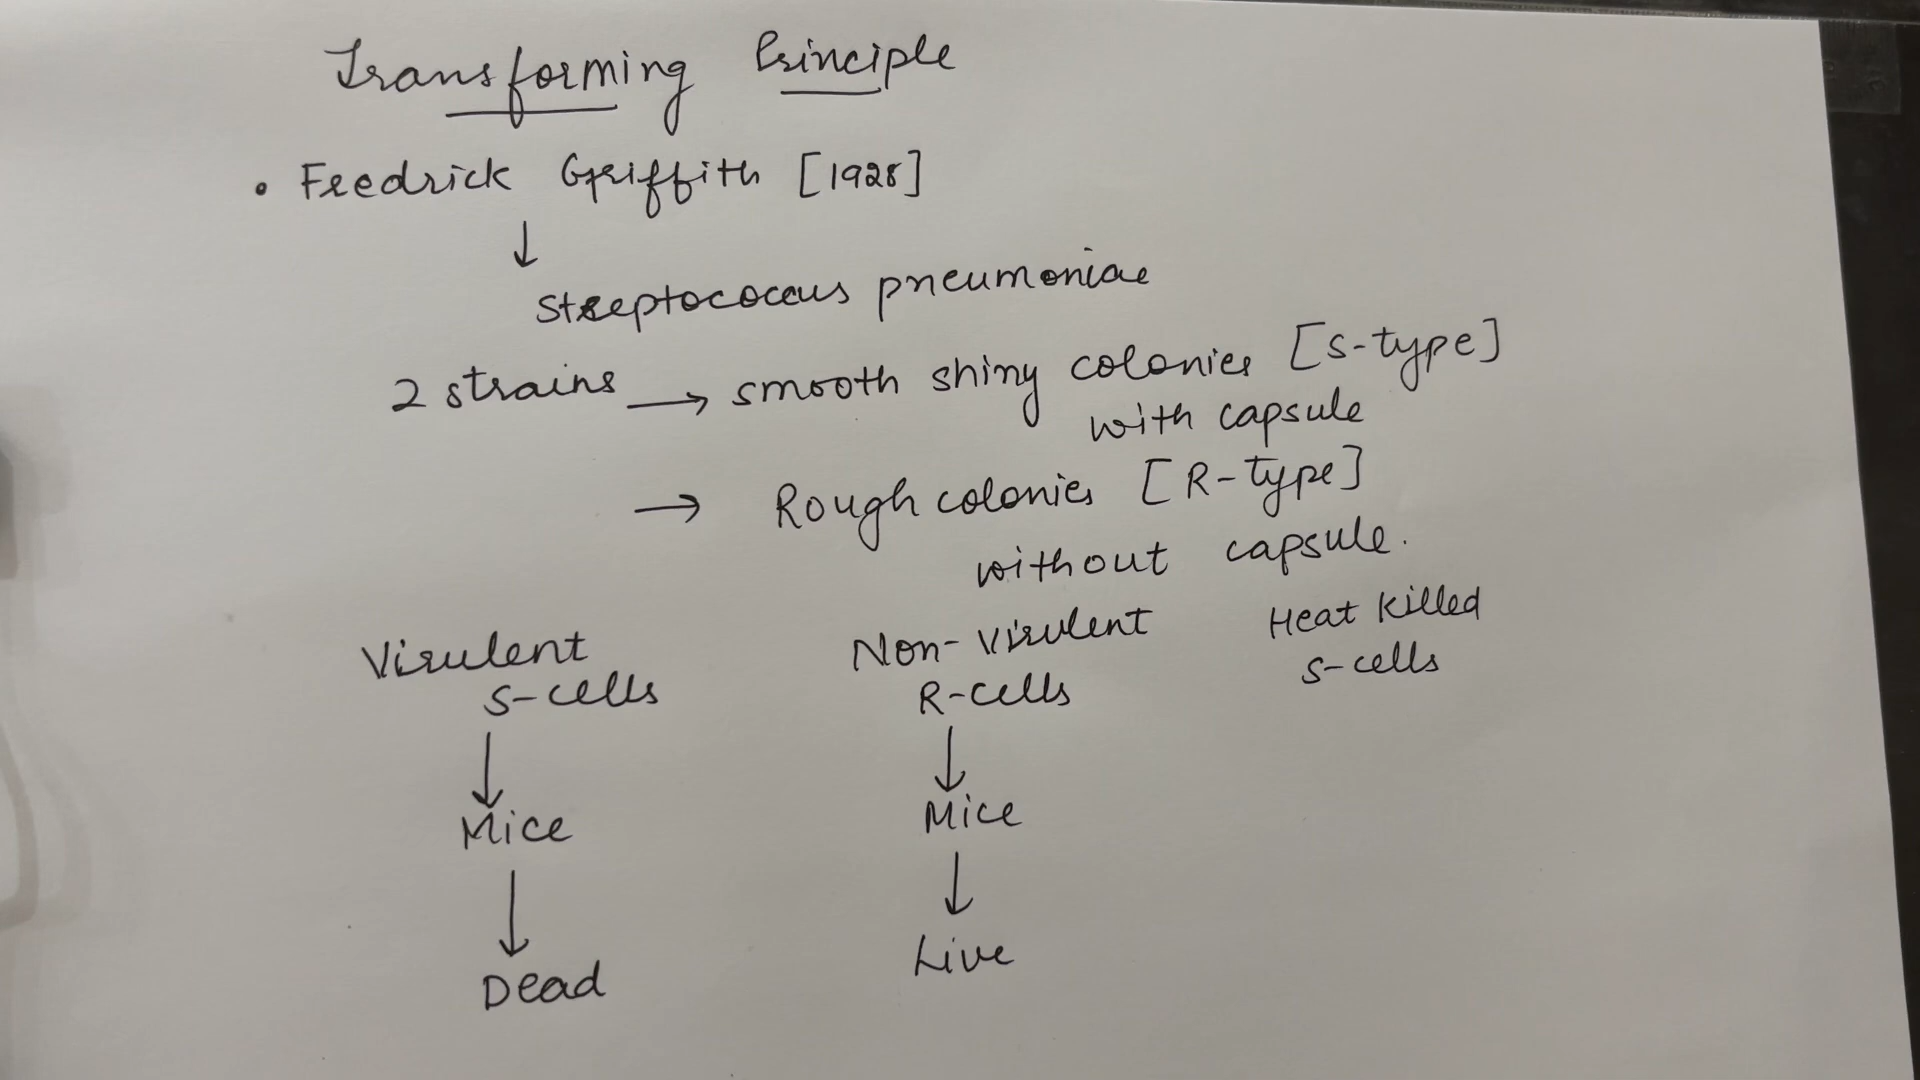 Transforming Principle
• Fredrick Griffith [1928]
↓
Streptococcus pneumoniae
2 strains → smooth shiny colonies [S-type]
with capsule
→ Rough colonies [R-type]
without capsule.
Virulent
S-cells
↓
Mice
↓
Dead
Non-Virulent
R-cells
↓
Mice
↓
Live
Heat Killed
S-cells